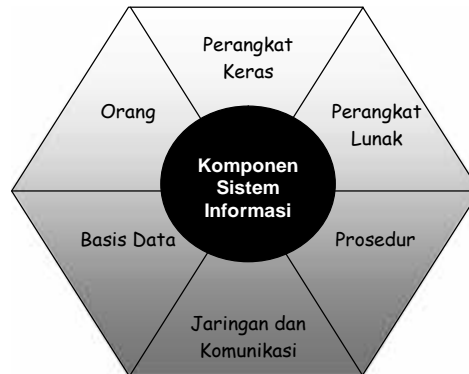 Perangkat
Keras
Orang
Perangkat
Lunak
Komponen
Sistem
Informasi
Basis Data
Prosedur
Jaringan dan
Komunikasi